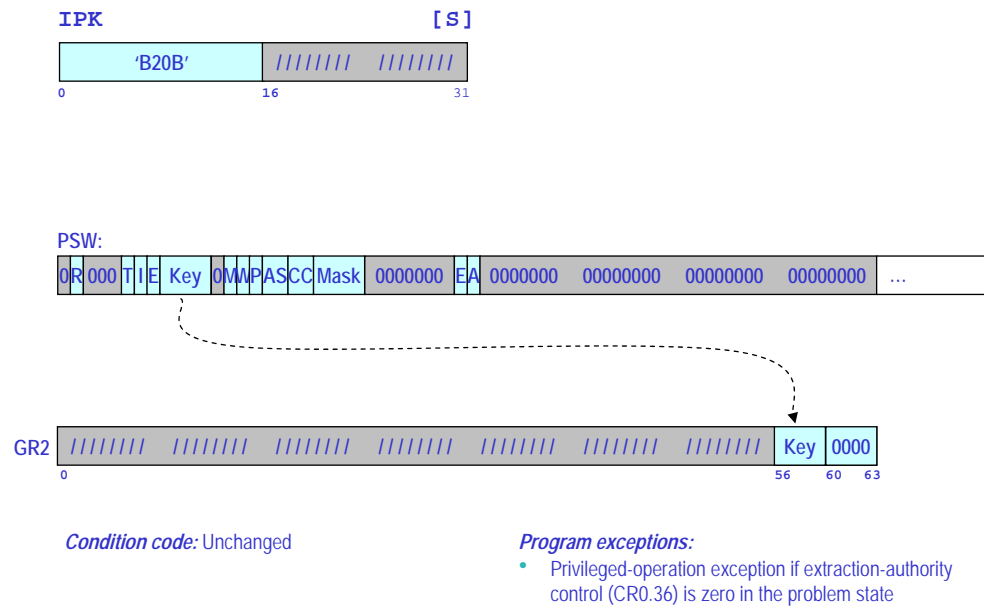 IPK [S]
‘B20B’ //////// ////////
0 16 31
PSW:
0 R 000 T I E Key 0 M W P AS CC Mask 0000000 E A 0000000 00000000 00000000 00000000 ...
GR2 //////// //////// //////// //////// //////// //////// //////// Key 0000
0 56 60 63
Condition code: Unchanged
Program exceptions:
• Privileged-operation exception if extraction-authority
control (CR0.36) is zero in the problem state